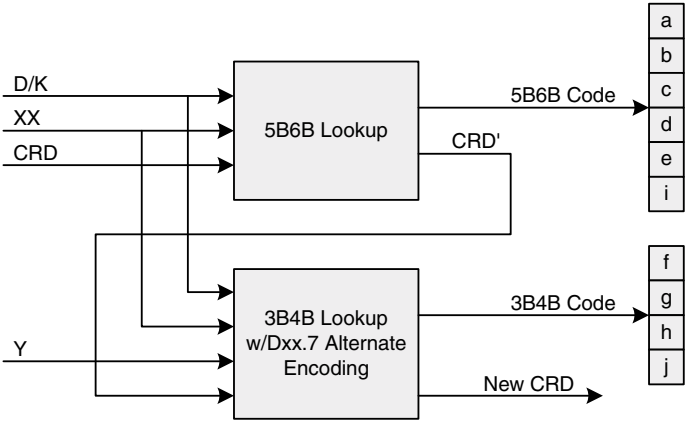 D/K
XX
CRD
5B6B Lookup
5B6B Code
CRD'
a
b
c
d
e
i
Y
3B4B Lookup
w/Dxx.7 Alternate
Encoding
3B4B Code
New CRD
f
g
h
j